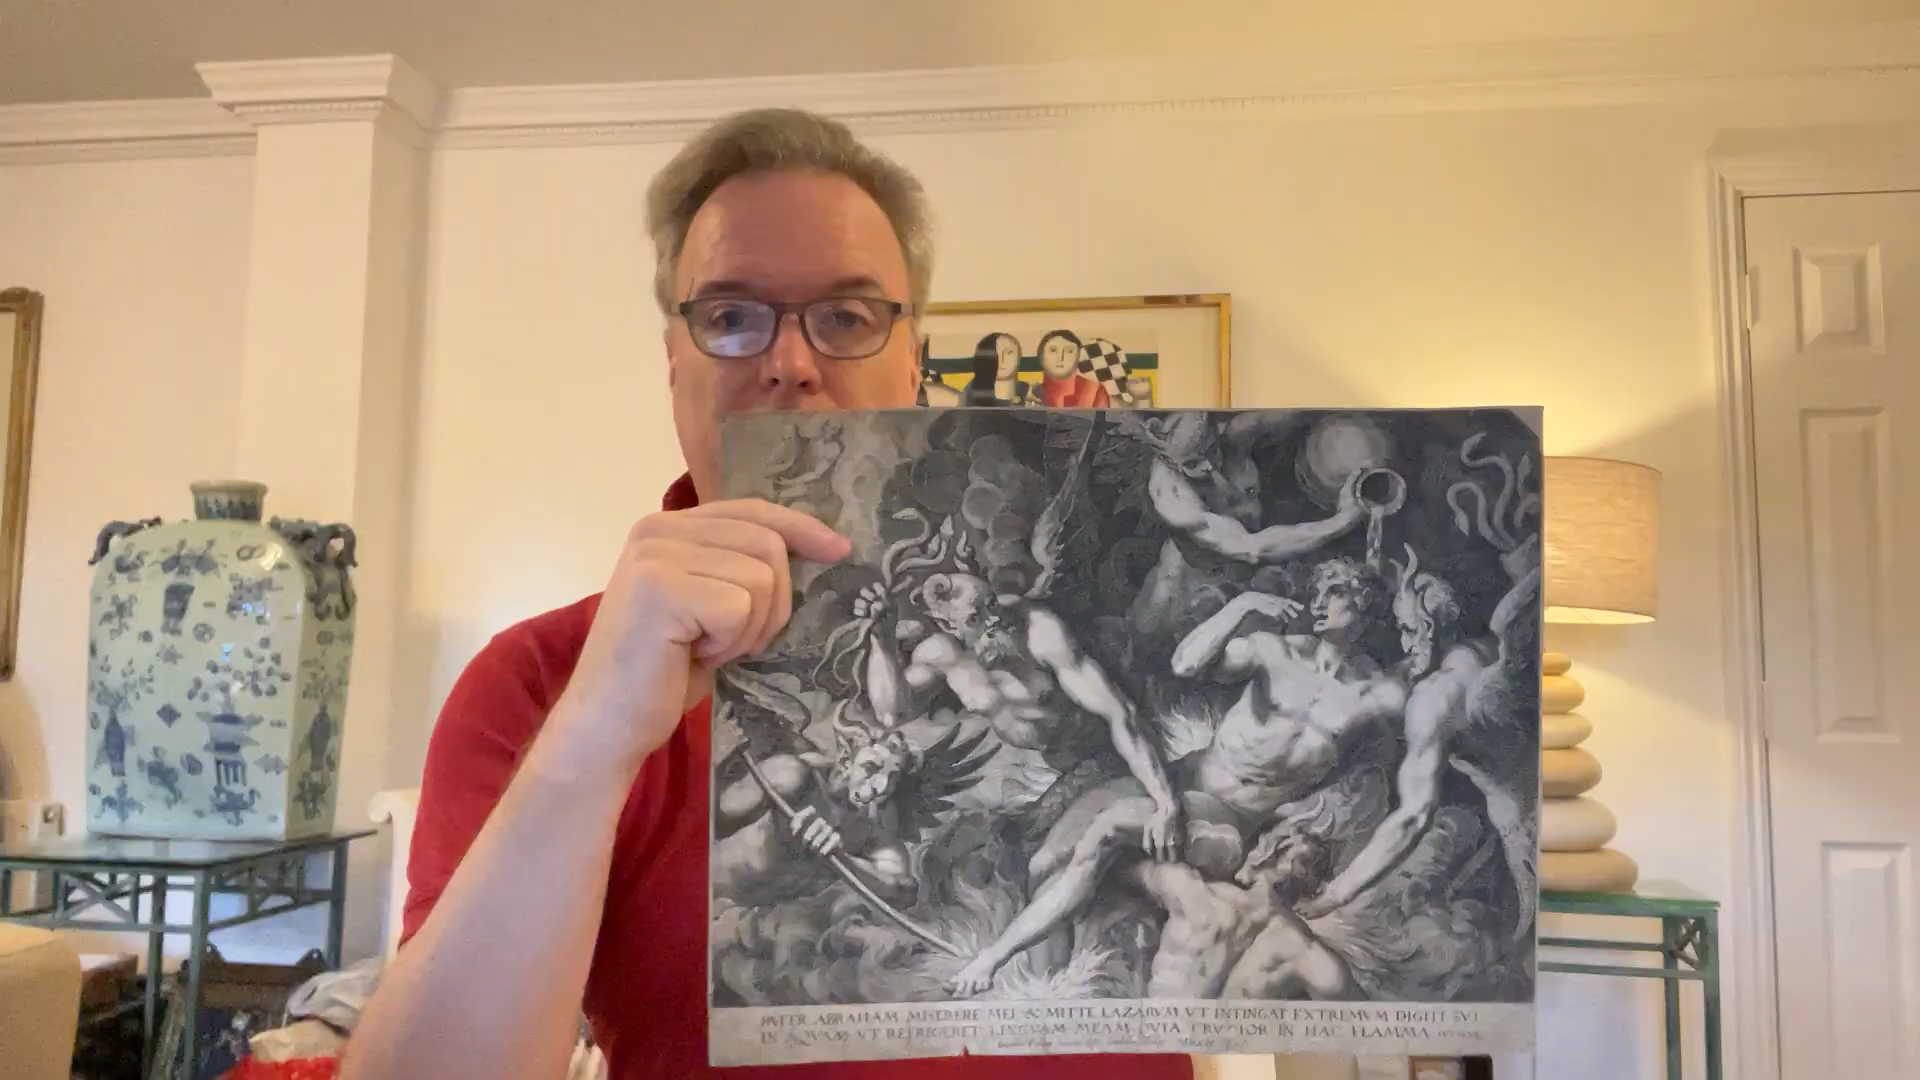 PATER ABRAHAM MISERERE MEI & MITTE LAZARVM VT INTINGAT EXTREMVM DIGITI SVI
IN AQVAM VT REFRIGERET LINGVAM MEAM QVIA CRVCIOR IN HAC FLAMMA